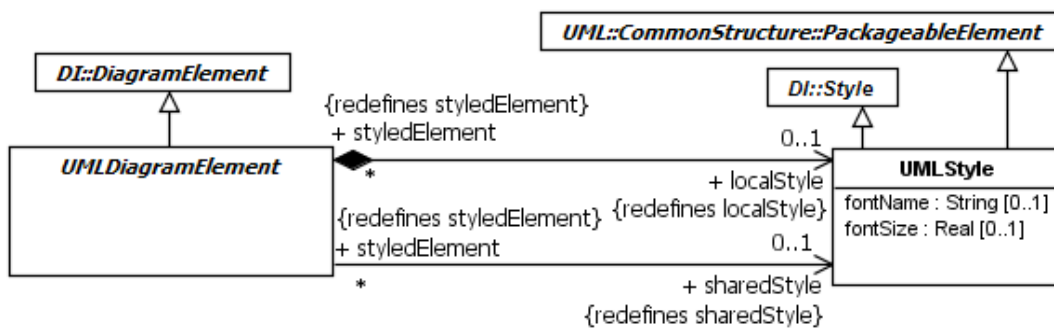 UML::CommonStructure::PackageableElement
DI::DiagramElement
DI::Style
{redefines styledElement}
+ styledElement
0..1
UMLDiagramElement
*
UMLStyle
+ localStyle
{redefines localStyle}
fontName : String [0..1]
fontSize : Real [0..1]
{redefines styledElement}
+ styledElement
0..1
*
+ sharedStyle
{redefines sharedStyle}